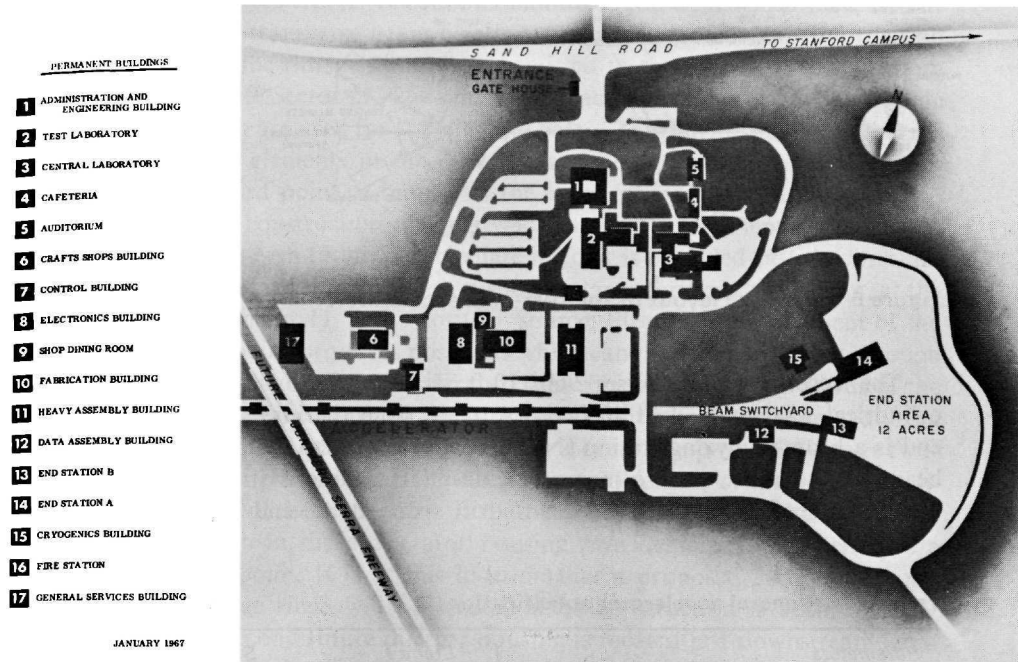 PERMANENT BUILDINGS
1 ADMINISTRATION AND
ENGINEERING BUILDING
2 TEST LABORATORY
3 CENTRAL LABORATORY
4 CAFETERIA
5 AUDITORIUM
6 CRAFTS SHOPS BUILDING
7 CONTROL BUILDING
8 ELECTRONICS BUILDING
9 SHOP DINING ROOM
10 FABRICATION BUILDING
11 HEAVY ASSEMBLY BUILDING
12 DATA ASSEMBLY BUILDING
13 END STATION B
14 END STATION A
15 CRYOGENICS BUILDING
16 FIRE STATION
17 GENERAL SERVICES BUILDING
JANUARY 1967
SAND HILL ROAD
TO STANFORD CAMPUS
ENTRANCE
GATE HOUSE
N
1
5
4
2
3
17
6
7
8
9
10
11
15
14
BEAM SWITCHYARD
END STATION
AREA
12 ACRES
12
13
ACCELERATOR
FUTURE JUNIPERO SERRA FREEWAY